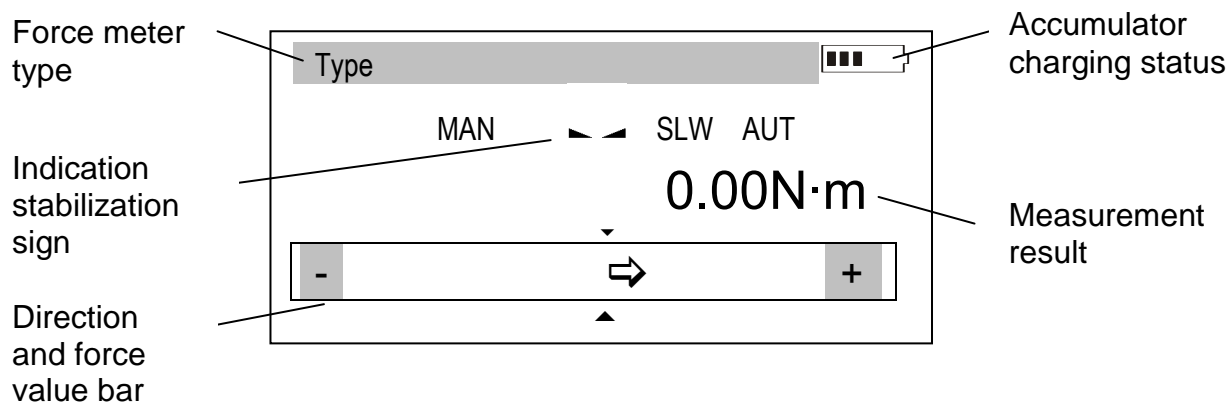 Force meter
type
Accumulator
charging status
Type
MAN SLW AUT
Indication
stabilization
sign
0.00N·m
Measurement
result
- +
Direction
and force
value bar